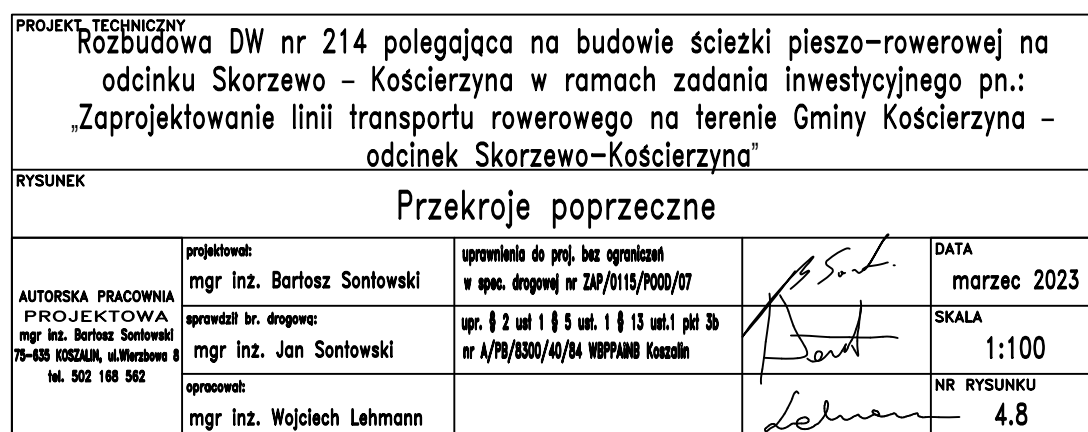 PROJEKT TECHNICZNY
Rozbudowa DW nr 214 polegająca na budowie ścieżki pieszo–rowerowej na
odcinku Skorzewo – Kościerzyna w ramach zadania inwestycyjnego pn.:
„Zaprojektowanie linii transportu rowerowego na terenie Gminy Kościerzyna –
odcinek Skorzewo–Kościerzyna”
RYSUNEK
Przekroje poprzeczne
AUTORSKA PRACOWNIA
PROJEKTOWA
mgr inż. Bartosz Sontowski
75–635 KOSZALIN, ul.Wierzbowa 8
tel. 502 168 562
projektował:
mgr inż. Bartosz Sontowski
uprawnienia do proj. bez ograniczeń
w spec. drogowej nr ZAP/0115/POOD/07
B Sont.
DATA
marzec 2023
sprawdził br. drogową:
mgr inż. Jan Sontowski
upr. § 2 ust 1 § 5 ust. 1 § 13 ust.1 pkt 3b
nr A/PB/8300/40/84 WBPPAiNB Koszalin
SKALA
1:100
opracował:
mgr inż. Wojciech Lehmann
Lehmann
NR RYSUNKU
4.8